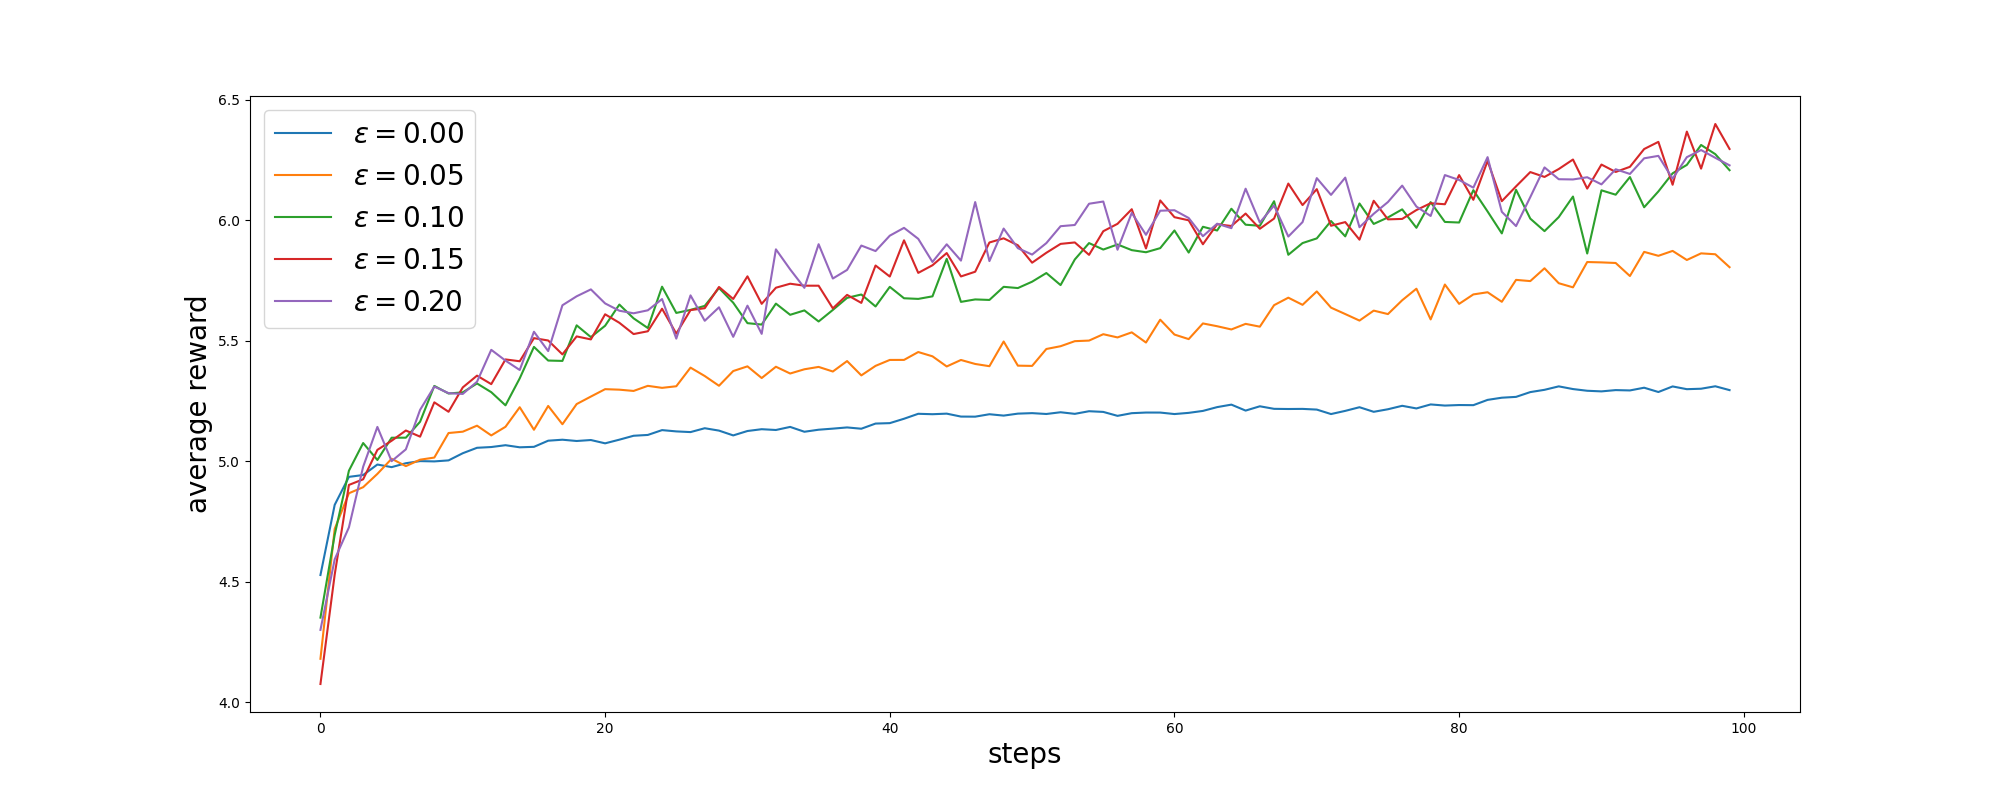 6.5
6.0
5.5
5.0
4.5
4.0
average reward
ε = 0.00
ε = 0.05
ε = 0.10
ε = 0.15
ε = 0.20
0 20 40 60 80 100
steps